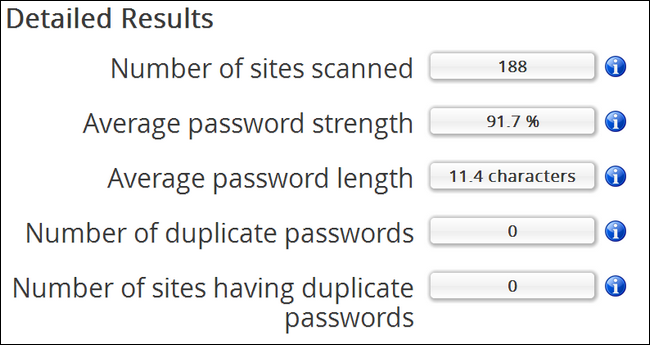 Detailed Results
Number of sites scanned 188
Average password strength 91.7 %
Average password length 11.4 characters
Number of duplicate passwords 0
Number of sites having duplicate 0
passwords